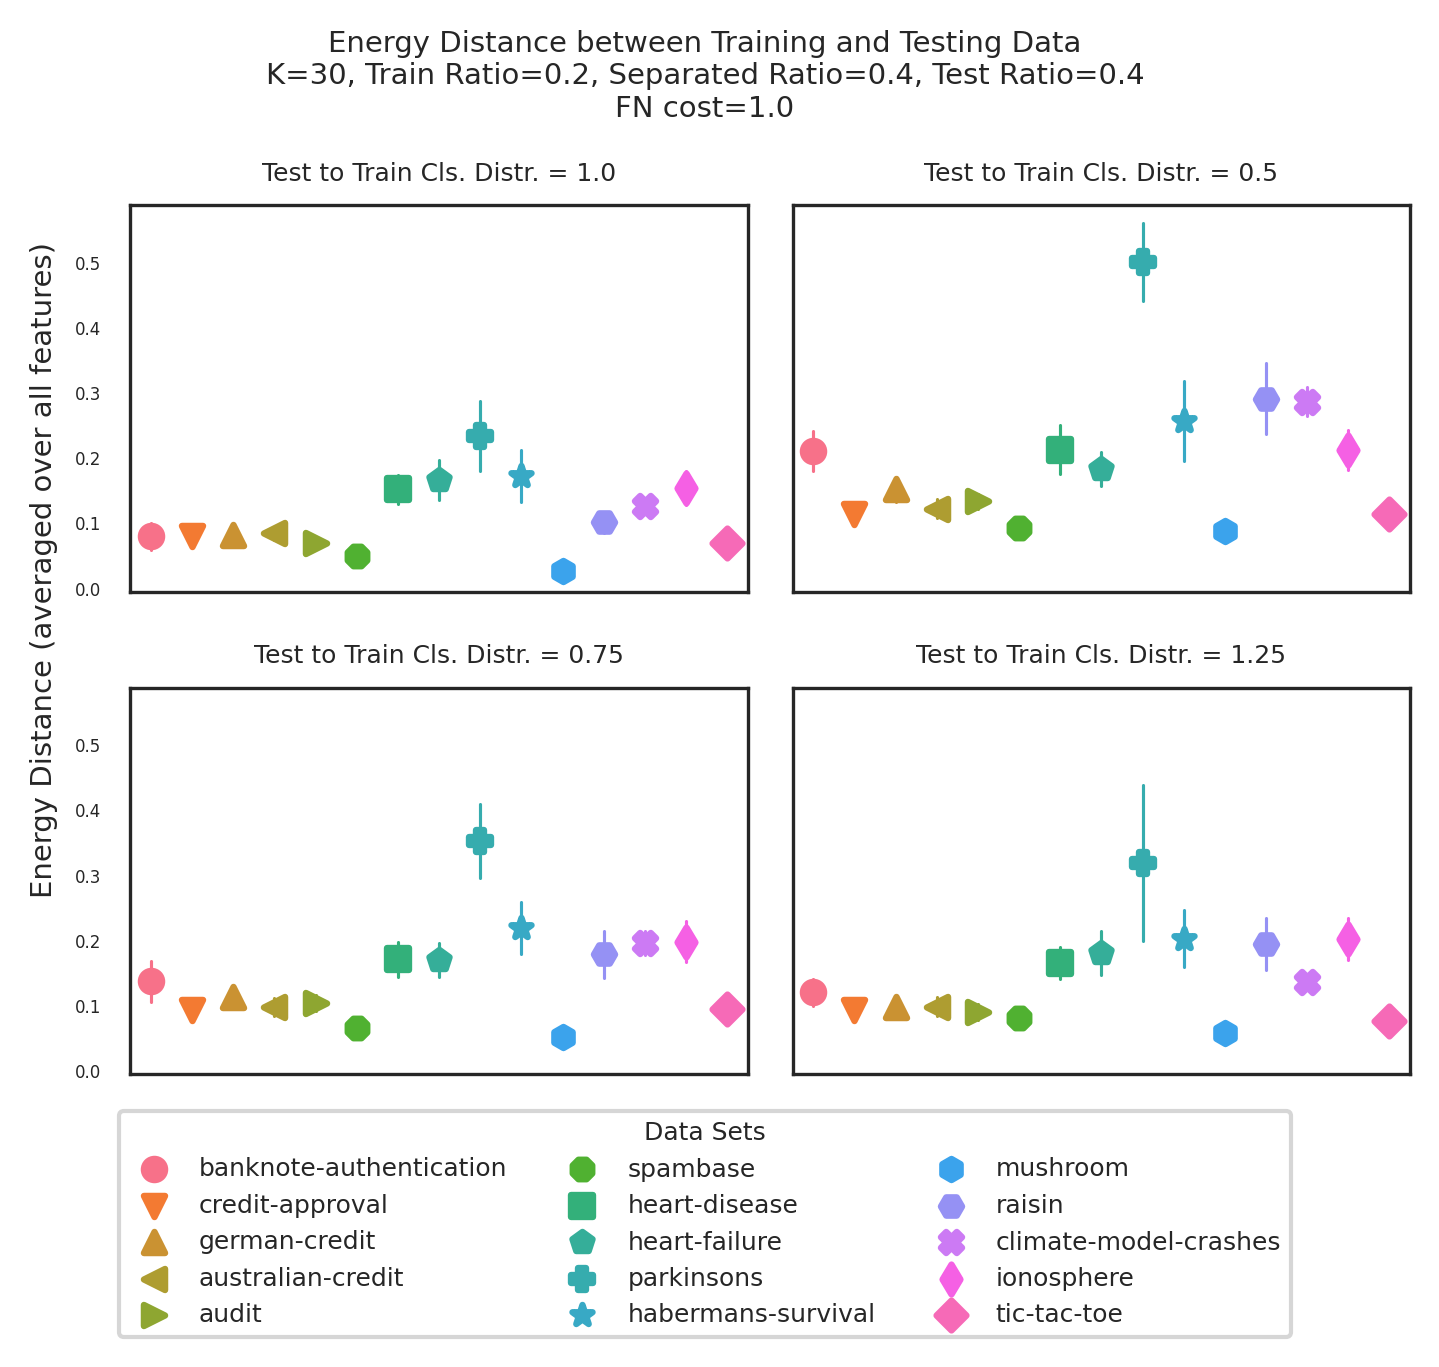 Energy Distance between Training and Testing Data
K=30, Train Ratio=0.2, Separated Ratio=0.4, Test Ratio=0.4
FN cost=1.0
Energy Distance (averaged over all features)
Test to Train Cls. Distr. = 1.0
0.5
0.4
0.3
0.2
0.1
0.0
Test to Train Cls. Distr. = 0.5
Test to Train Cls. Distr. = 0.75
0.5
0.4
0.3
0.2
0.1
0.0
Test to Train Cls. Distr. = 1.25
Data Sets
banknote-authentication
credit-approval
german-credit
australian-credit
audit
spambase
heart-disease
heart-failure
parkinsons
habermans-survival
mushroom
raisin
climate-model-crashes
ionosphere
tic-tac-toe